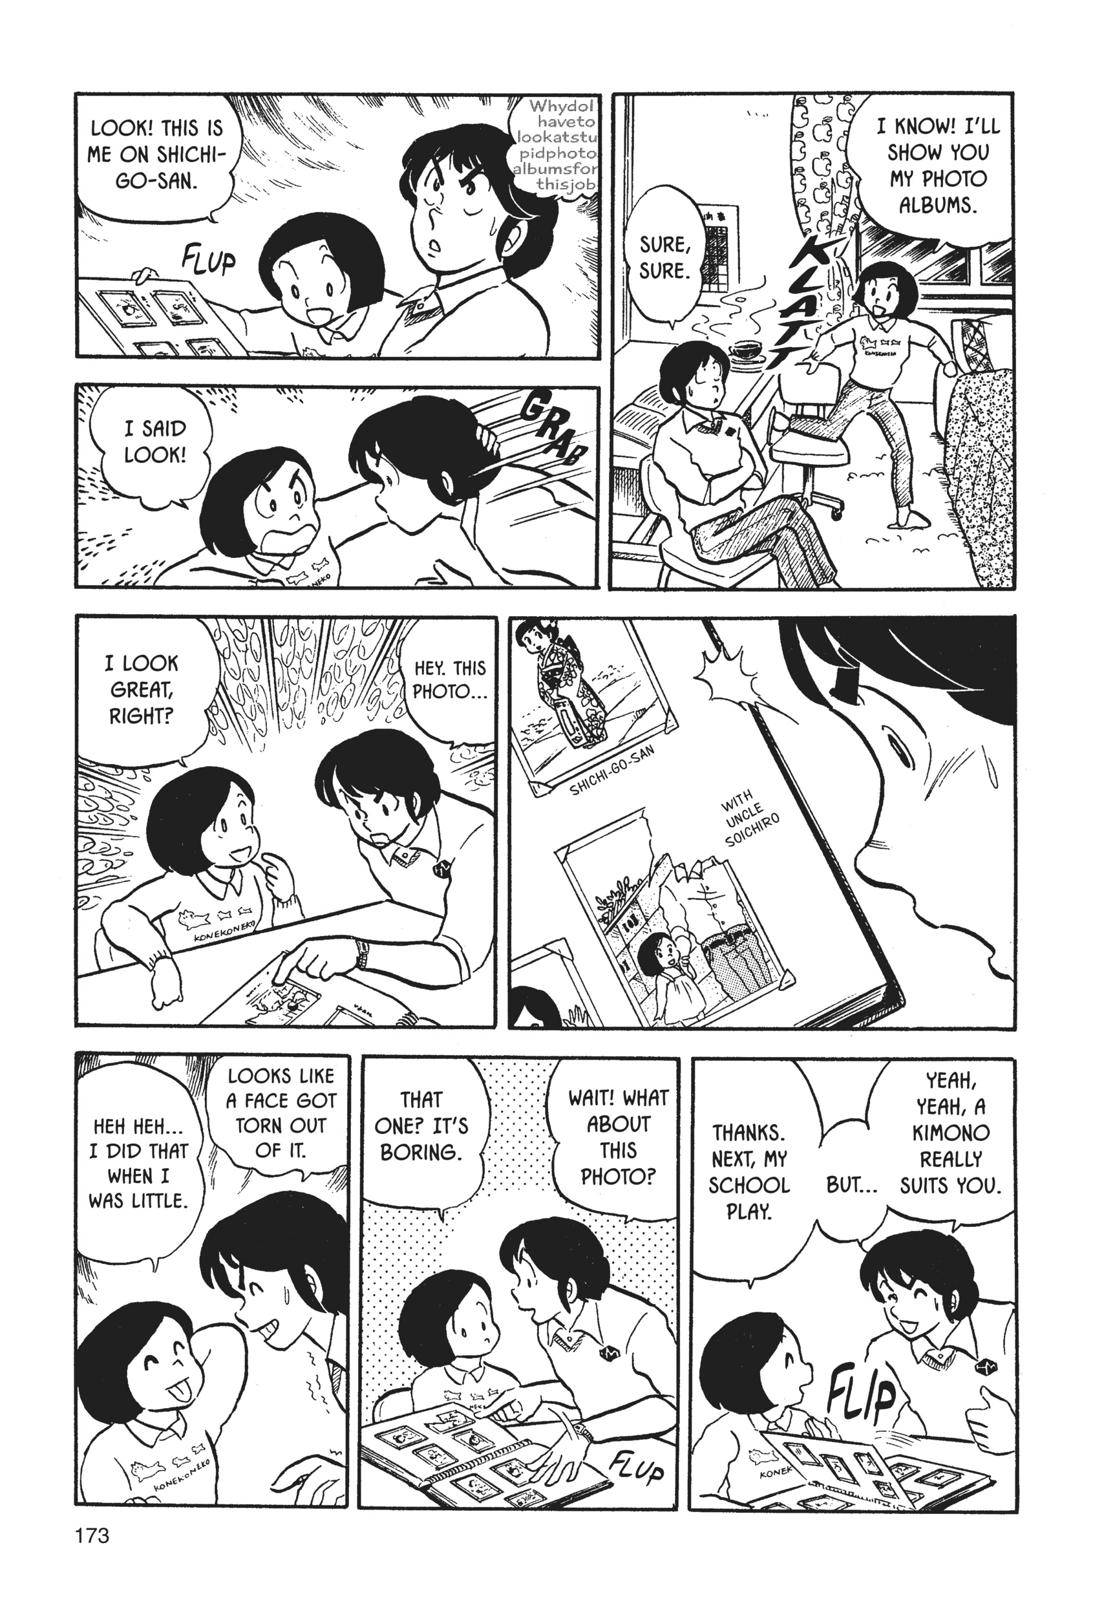 I KNOW! I'LL
SHOW YOU
MY PHOTO
ALBUMS.
KLATT
SURE,
SURE.
KONEKONEKO
WhydoI
haveto
lookatstu
pidphoto
albumsfor
thisjob
LOOK! THIS IS
ME ON SHICHI-
GO-SAN.
FLUP
GRAB
I SAID
LOOK!
NEKO
SHICHI-GO-SAN
WITH
UNCLE
SOICHIRO
HEY. THIS
PHOTO...
I LOOK
GREAT,
RIGHT?
KONEKONEKO
YEAH,
YEAH, A
KIMONO
REALLY
SUITS YOU.
BUT...
THANKS.
NEXT, MY
SCHOOL
PLAY.
FLIP
KONEK
WAIT! WHAT
ABOUT
THIS
PHOTO?
THAT
ONE? IT'S
BORING.
FLUP
LOOKS LIKE
A FACE GOT
TORN OUT
OF IT.
HEH HEH...
I DID THAT
WHEN I
WAS LITTLE.
KONEKONEKO
173